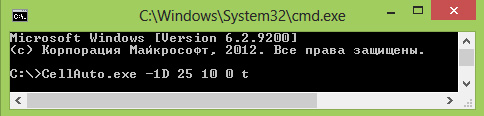 C:\Windows\System32\cmd.exe
Microsoft Windows [Version 6.2.9200]
(c) Корпорация Майкрософт, 2012. Все права защищены.
C:\>CellAuto.exe -1D 25 10 0 t